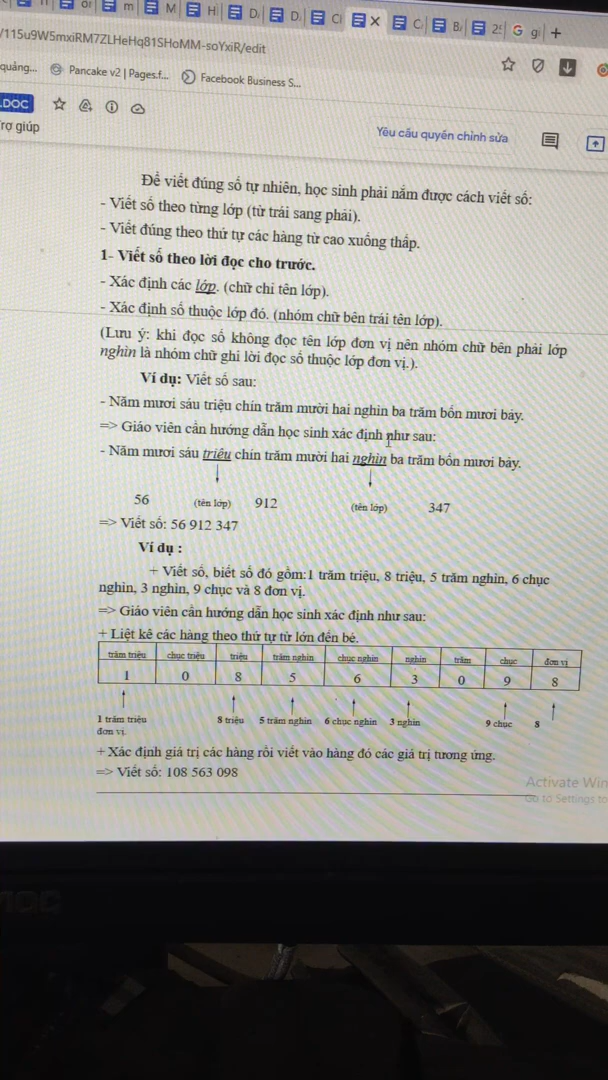 /115u9W5mxiRM7ZLHeHq81SHoMM-soYxiR/edit
quảng... Pancake v2 | Pages.f... Facebook Business S...
.DOC
Trợ giúp
Yêu cầu quyền chỉnh sửa
Để viết đúng số tự nhiên, học sinh phải nắm được cách viết số:
- Viết số theo từng lớp (từ trái sang phải).
- Viết đúng theo thứ tự các hàng từ cao xuống thấp.
1- Viết số theo lời đọc cho trước.
- Xác định các lớp. (chữ chỉ tên lớp).
- Xác định số thuộc lớp đó. (nhóm chữ bên trái tên lớp).
(Lưu ý: khi đọc số không đọc tên lớp đơn vị nên nhóm chữ bên phải lớp
nghìn là nhóm chữ ghi lời đọc số thuộc lớp đơn vị.).
Ví dụ: Viết số sau:
- Năm mươi sáu triệu chín trăm mười hai nghìn ba trăm bốn mươi bảy.
=> Giáo viên cần hướng dẫn học sinh xác định như sau:
- Năm mươi sáu triệu chín trăm mười hai nghìn ba trăm bốn mươi bảy.
56 (tên lớp) 912 (tên lớp) 347
=> Viết số: 56 912 347
Ví dụ :
+ Viết số, biết số đó gồm:1 trăm triệu, 8 triệu, 5 trăm nghìn, 6 chục
nghìn, 3 nghìn, 9 chục và 8 đơn vị.
=> Giáo viên cần hướng dẫn học sinh xác định như sau:
+ Liệt kê các hàng theo thứ tự từ lớn đến bé.
trăm triệu chục triệu triệu trăm nghìn chục nghìn nghìn trăm chục đơn vị
1 0 8 5 6 3 0 9 8
1 trăm triệu 8 triệu 5 trăm nghìn 6 chục nghìn 3 nghìn 9 chục 8
đơn vị.
+ Xác định giá trị các hàng rồi viết vào hàng đó các giá trị tương ứng.
=> Viết số: 108 563 098
Activate Win
Go to Settings to
AOC